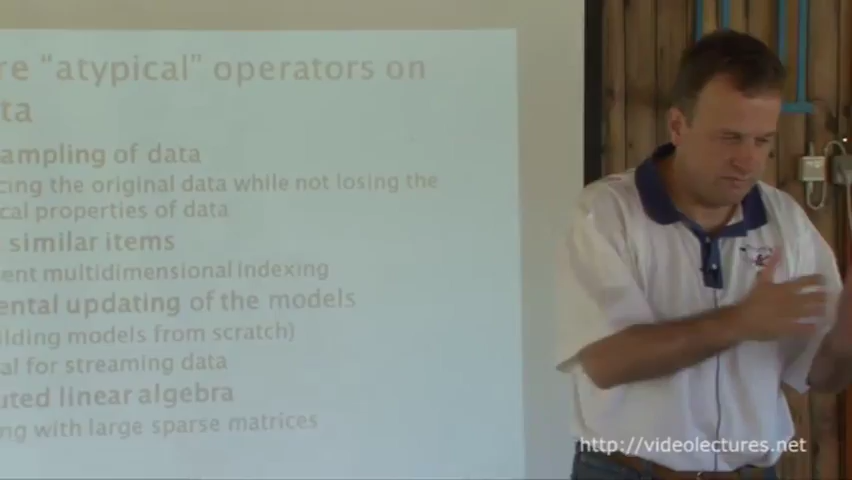 re “atypical” operators on
ta
ampling of data
cing the original data while not losing the
cal properties of data
similar items
ent multidimensional indexing
ental updating of the models
ilding models from scratch)
al for streaming data
uted linear algebra
ng with large sparse matrices
http://videolectures.net